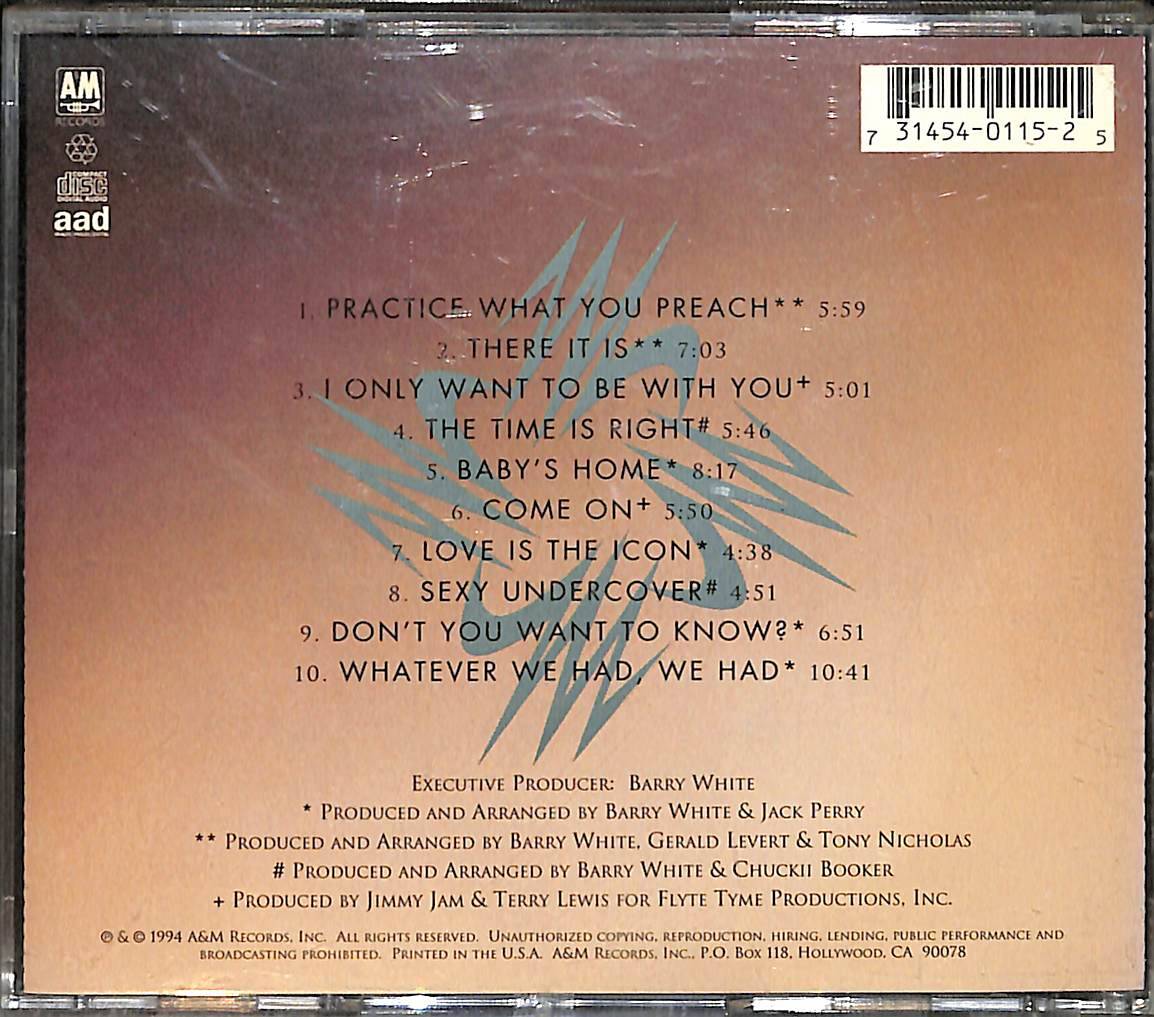 AM
RECORDS
COMPACT
disc
DIGITAL AUDIO
aad
7 31454-0115-2 5
1. PRACTICE WHAT YOU PREACH** 5:59
2. THERE IT IS** 7:03
3. I ONLY WANT TO BE WITH YOU+ 5:01
4. THE TIME IS RIGHT# 5:46
5. BABY'S HOME* 8:17
6. COME ON+ 5:50
7. LOVE IS THE ICON* 4:38
8. SEXY UNDERCOVER# 4:51
9. DON'T YOU WANT TO KNOW?* 6:51
10. WHATEVER WE HAD, WE HAD* 10:41
EXECUTIVE PRODUCER: BARRY WHITE
* PRODUCED AND ARRANGED BY BARRY WHITE & JACK PERRY
** PRODUCED AND ARRANGED BY BARRY WHITE, GERALD LEVERT & TONY NICHOLAS
# PRODUCED AND ARRANGED BY BARRY WHITE & CHUCKII BOOKER
+ PRODUCED BY JIMMY JAM & TERRY LEWIS FOR FLYTE TYME PRODUCTIONS, INC.
℗ & © 1994 A&M RECORDS, INC. ALL RIGHTS RESERVED. UNAUTHORIZED COPYING, REPRODUCTION, HIRING, LENDING, PUBLIC PERFORMANCE AND
BROADCASTING PROHIBITED. PRINTED IN THE U.S.A. A&M RECORDS, INC., P.O. BOX 118, HOLLYWOOD, CA 90078